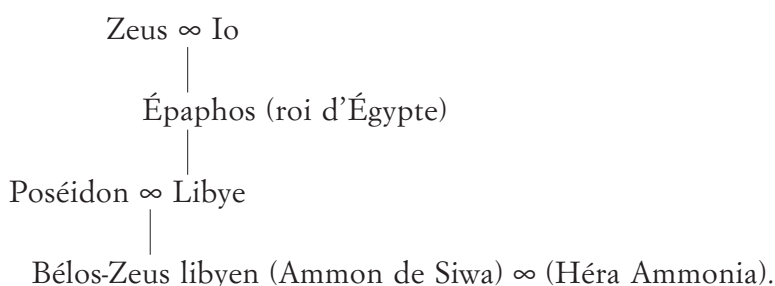 Zeus ∞ Io
Épaphos (roi d’Égypte)
Poséidon ∞ Libye
Bélos-Zeus libyen (Ammon de Siwa) ∞ (Héra Ammonia).